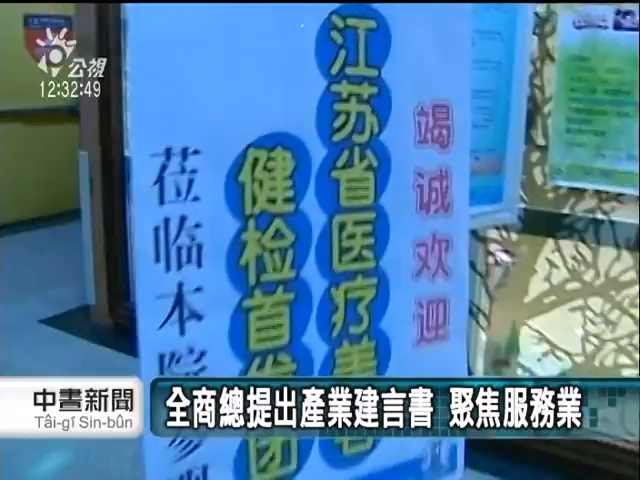 公視
12:32:49
竭诚欢迎
江苏省医疗
健检首发团
莅临本院
中晝新聞
Tâi-gí Sin-bûn
全商總提出產業建言書 聚焦服務業